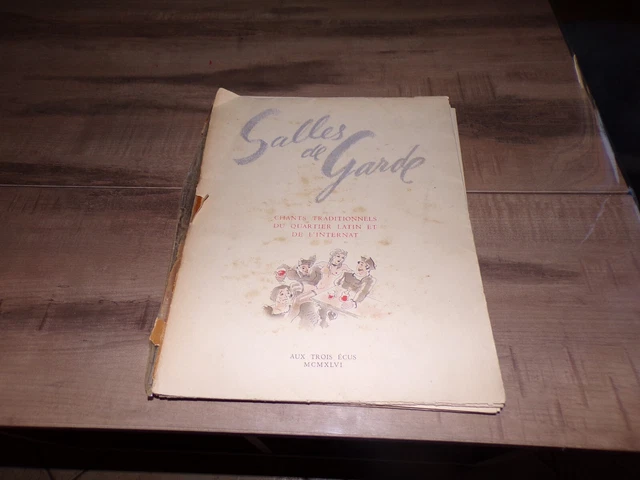 Salles
de
Garde
CHANTS TRADITIONNELS
DU QUARTIER LATIN ET
DE L'INTERNAT
AUX TROIS ÉCUS
MCMXLVI